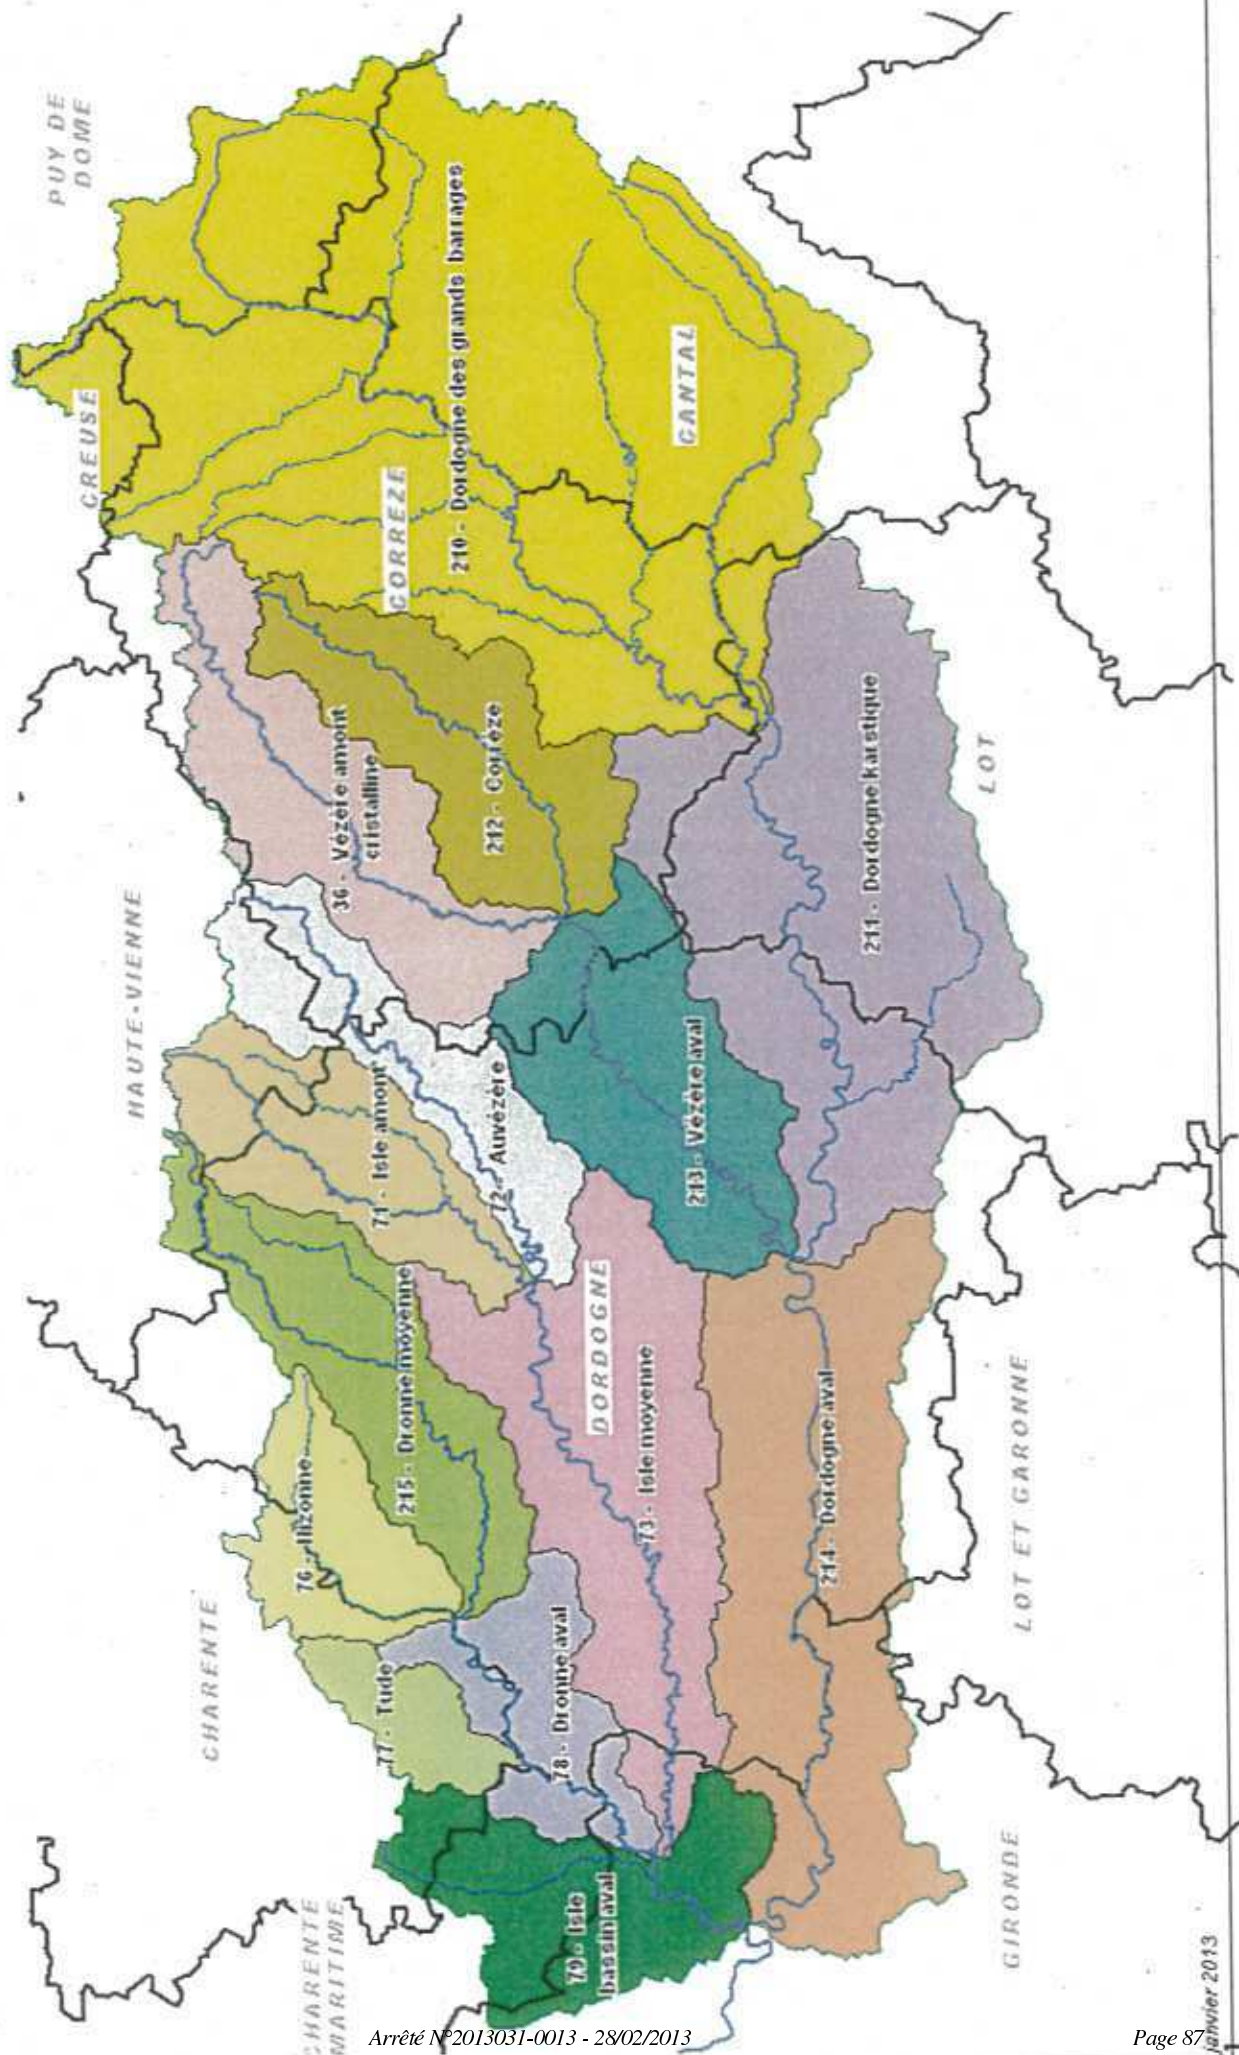 PUY DE
DOME
CREUSE
CORREZE
CANTAL
210 - Dordogne des grands barrages
HAUTE-VIENNE
36 - Vézère amont
cristalline
212 - Corrèze
211 - Dordogne karstique
LOT
71 - Isle amont
72 - Auvézère
213 - Vézère aval
215 - Dronne moyenne
DORDOGNE
76 - Lizonne
73 - Isle moyenne
214 - Dordogne aval
LOT ET GARONNE
CHARENTE
77 - Tude
78 - Dronne aval
CHARENTE
MARITIME
79 - Isle
bassin aval
GIRONDE
janvier 2013
Arrêté N°2013031-0013 - 28/02/2013
Page 87